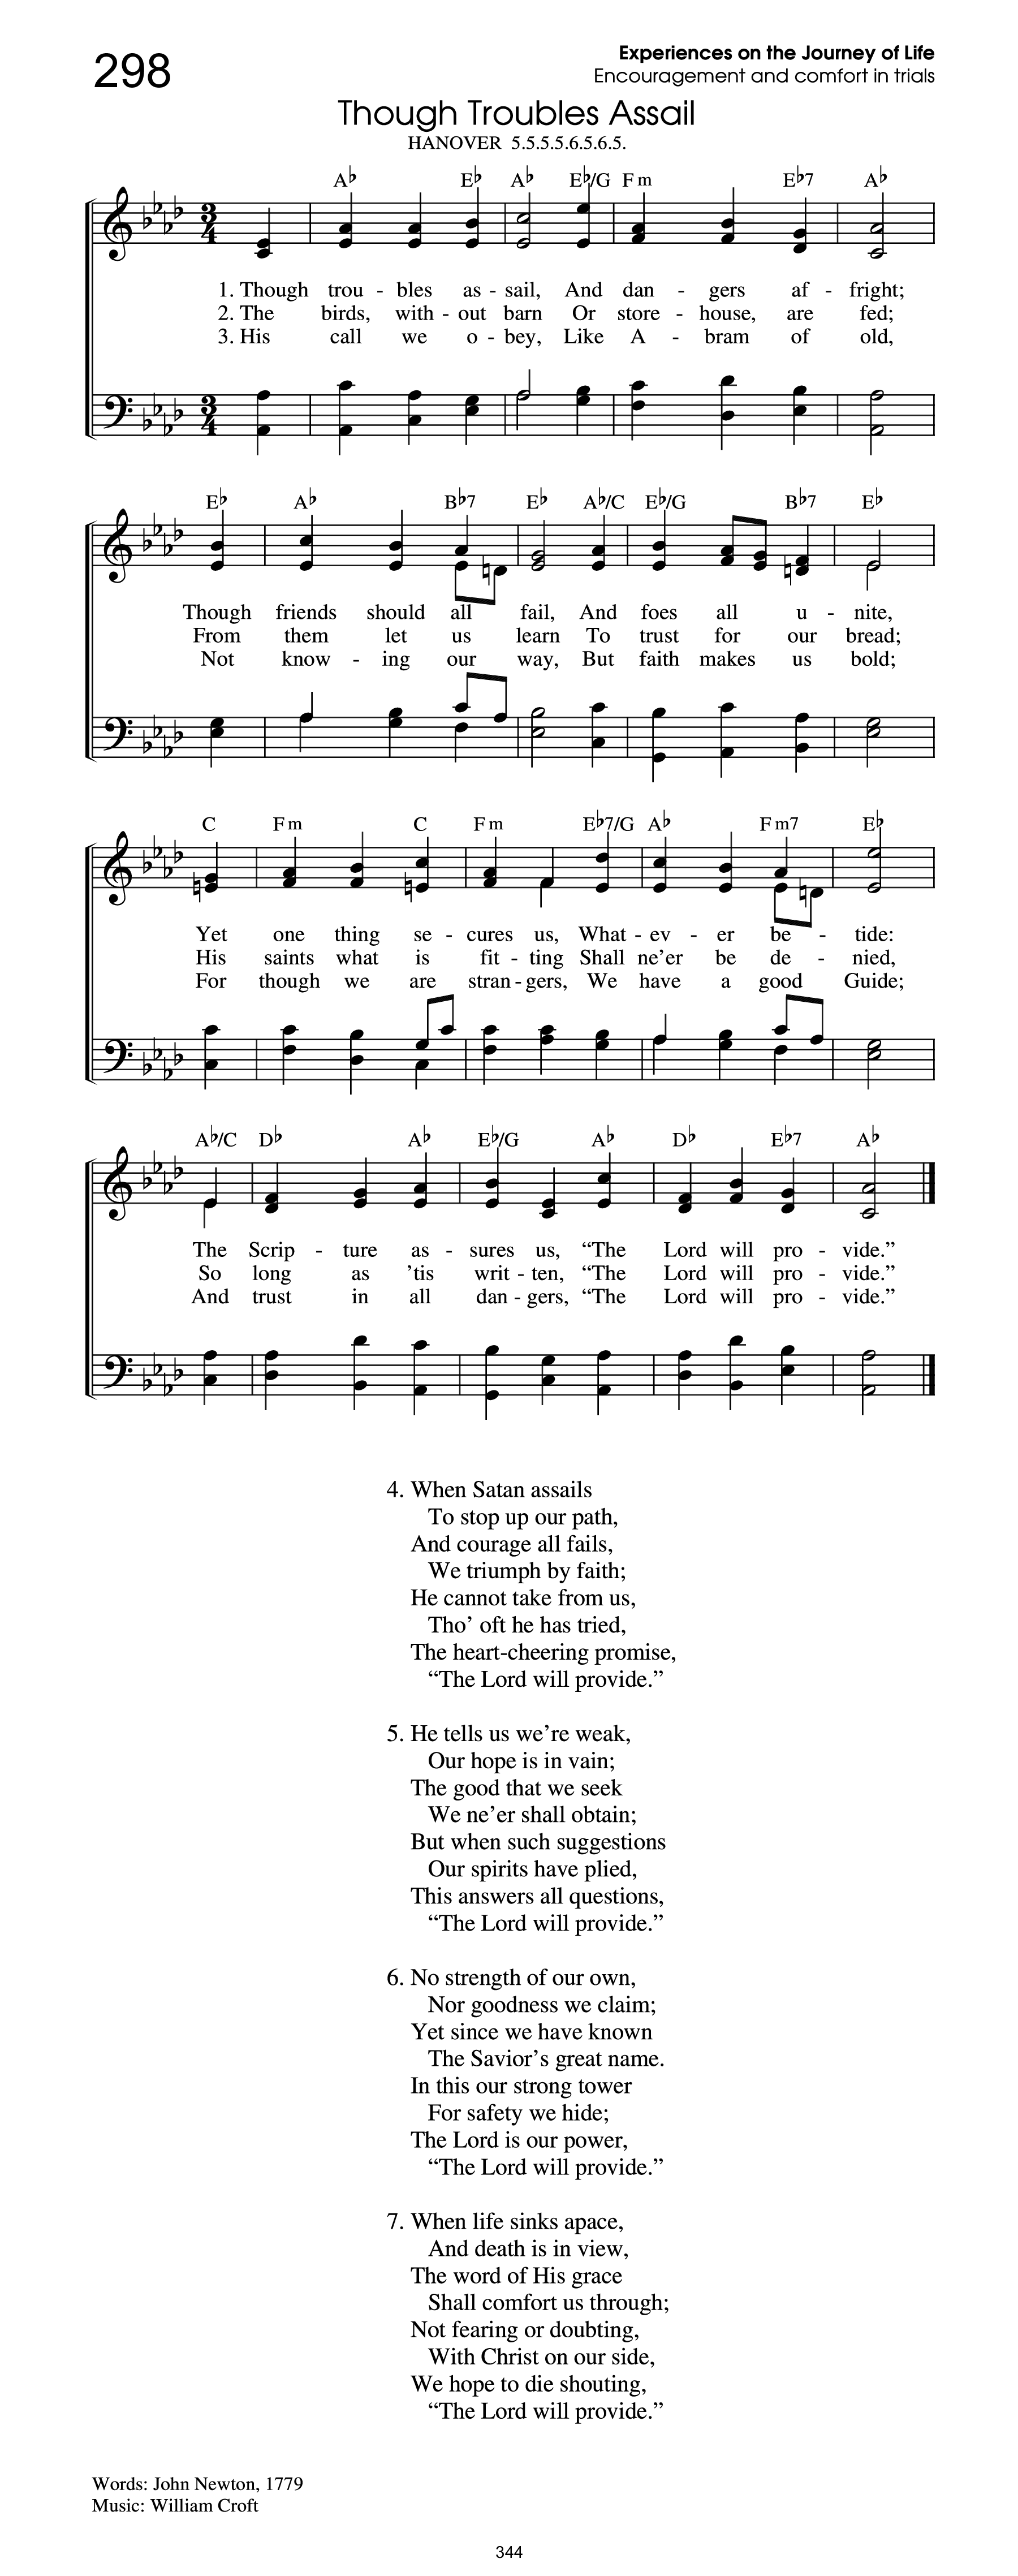 298
Experiences on the Journey of Life
Encouragement and comfort in trials
Though Troubles Assail
HANOVER 5.5.5.5.6.5.6.5.
A♭ E♭ A♭ E♭/G Fm E♭7 A♭
3 4
1. Though trou - bles as - sail, And dan - gers af - fright;
2. The birds, with - out barn Or store - house, are fed;
3. His call we o - bey, Like A - bram of old,
3 4
E♭ A♭ B♭7 E♭ A♭/C E♭/G B♭7 E♭
Though friends should all fail, And foes all u - nite,
From them let us learn To trust for our bread;
Not know - ing our way, But faith makes us bold;
C Fm C Fm E♭7/G A♭ Fm7 E♭
Yet one thing se - cures us, What - ev - er be - tide:
His saints what is fit - ting Shall ne'er be de - nied,
For though we are stran - gers, We have a good Guide;
A♭/C D♭ A♭ E♭/G A♭ D♭ E♭7 A♭
The Scrip - ture as - sures us, “The Lord will pro - vide.”
So long as ’tis writ - ten, “The Lord will pro - vide.”
And trust in all dan - gers, “The Lord will pro - vide.”
4. When Satan assails
To stop up our path,
And courage all fails,
We triumph by faith;
He cannot take from us,
Tho’ oft he has tried,
The heart-cheering promise,
“The Lord will provide.”
5. He tells us we’re weak,
Our hope is in vain;
The good that we seek
We ne’er shall obtain;
But when such suggestions
Our spirits have plied,
This answers all questions,
“The Lord will provide.”
6. No strength of our own,
Nor goodness we claim;
Yet since we have known
The Savior’s great name.
In this our strong tower
For safety we hide;
The Lord is our power,
“The Lord will provide.”
7. When life sinks apace,
And death is in view,
The word of His grace
Shall comfort us through;
Not fearing or doubting,
With Christ on our side,
We hope to die shouting,
“The Lord will provide.”
Words: John Newton, 1779
Music: William Croft
344